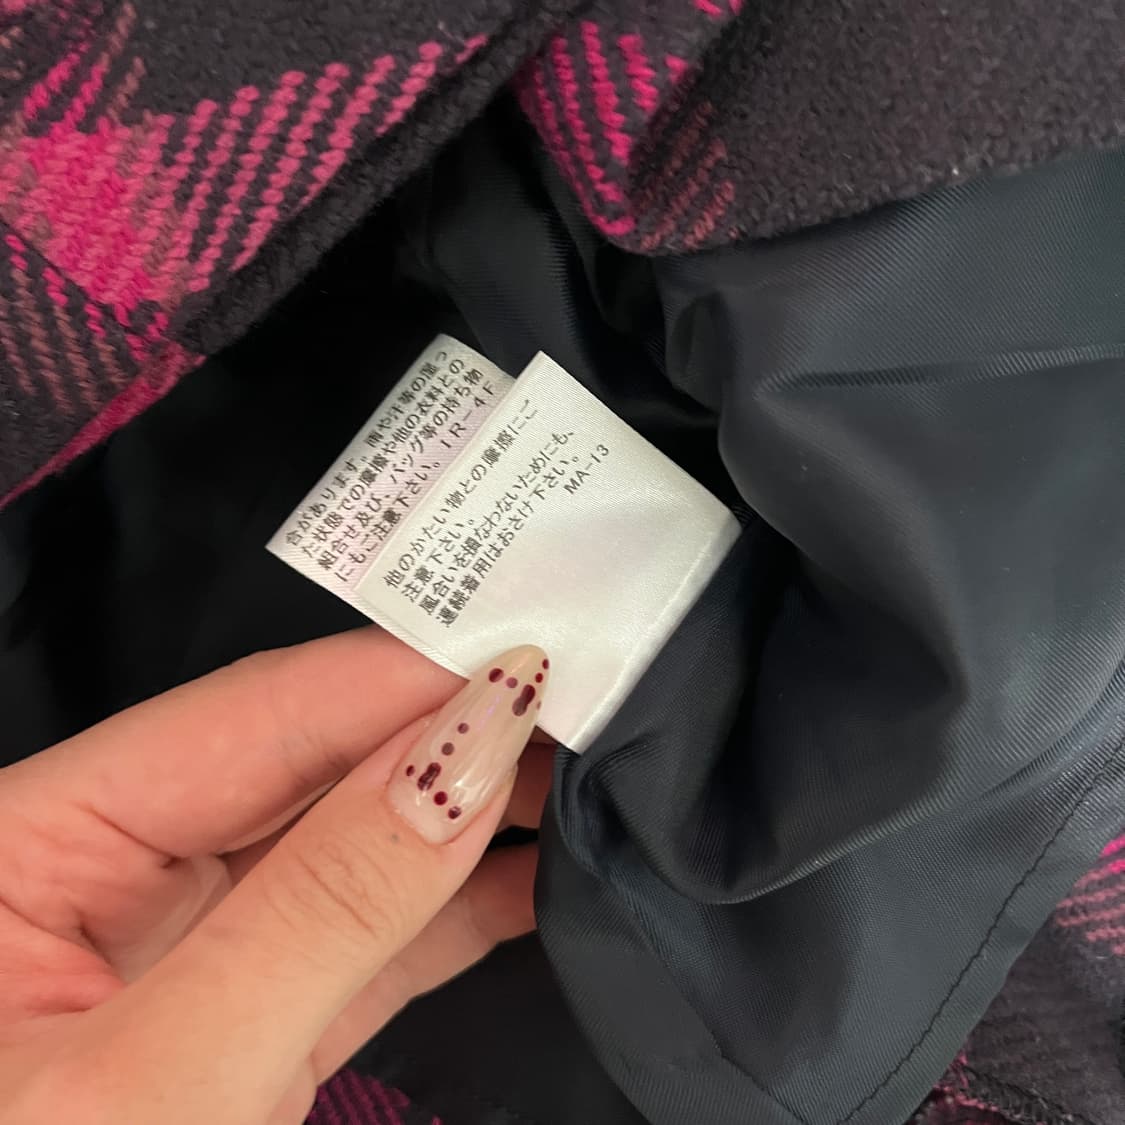 合があります。雨や汗等の湿っ
た状態での摩擦や他の衣料との
組合せ及び、バッグ等の持ち物
にもご注意下さい。IR-4F
他のかたい物との摩擦にご
注意下さい。
風合いを損なわないためにも、
連続着用はおさけ下さい。
MA-13